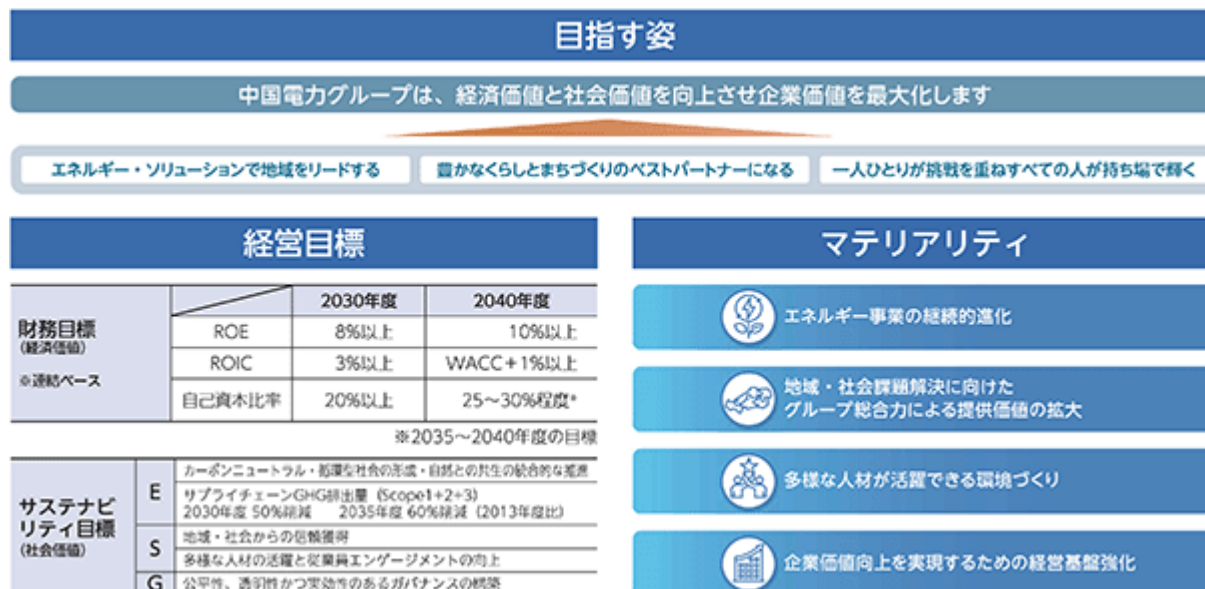 目指す姿
中国電力グループは、経済価値と社会価値を向上させ企業価値を最大化します
エネルギー・ソリューションで地域をリードする
豊かなくらしとまちづくりのベストパートナーになる
一人ひとりが挑戦を重ねすべての人が持ち場で輝く
経営目標
2030年度 2040年度
財務目標
(経済価値)
※連結ベース
ROE 8%以上 10%以上
ROIC 3%以上 WACC+1%以上
自己資本比率 20%以上 25~30%程度*
※2035~2040年度の目標
サステナビ
リティ目標
(社会価値)
E
カーボンニュートラル・循環型社会の形成・自然との共生の統合的な推進
サプライチェーンGHG排出量 (Scope1+2+3)
2030年度 50%削減 2035年度 60%削減 (2013年度比)
S
地域・社会からの信頼獲得
多様な人材の活躍と従業員エンゲージメントの向上
G
公平性、透明性かつ実効性のあるガバナンスの構築
マテリアリティ
エネルギー事業の継続的進化
地域・社会課題解決に向けた
グループ総合力による提供価値の拡大
多様な人材が活躍できる環境づくり
企業価値向上を実現するための経営基盤強化